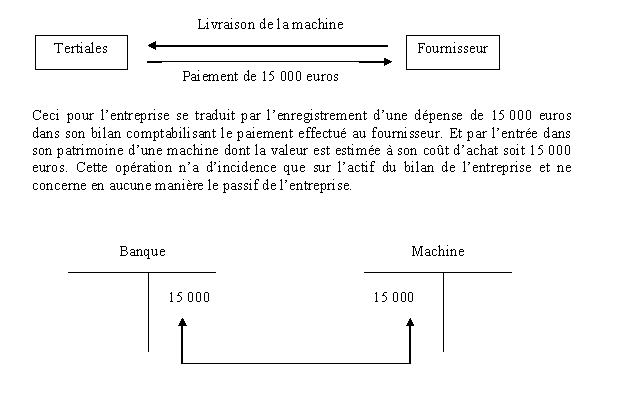 Livraison de la machine
Tertiales
Fournisseur
Paiement de 15 000 euros
Ceci pour l'entreprise se traduit par l'enregistrement d'une dépense de 15 000 euros
dans son bilan comptabilisant le paiement effectué au fournisseur. Et par l'entrée dans
son patrimoine d'une machine dont la valeur est estimée à son coût d'achat soit 15 000
euros. Cette opération n'a d'incidence que sur l'actif du bilan de l'entreprise et ne
concerne en aucune manière le passif de l'entreprise.
Banque
Machine
15 000
15 000